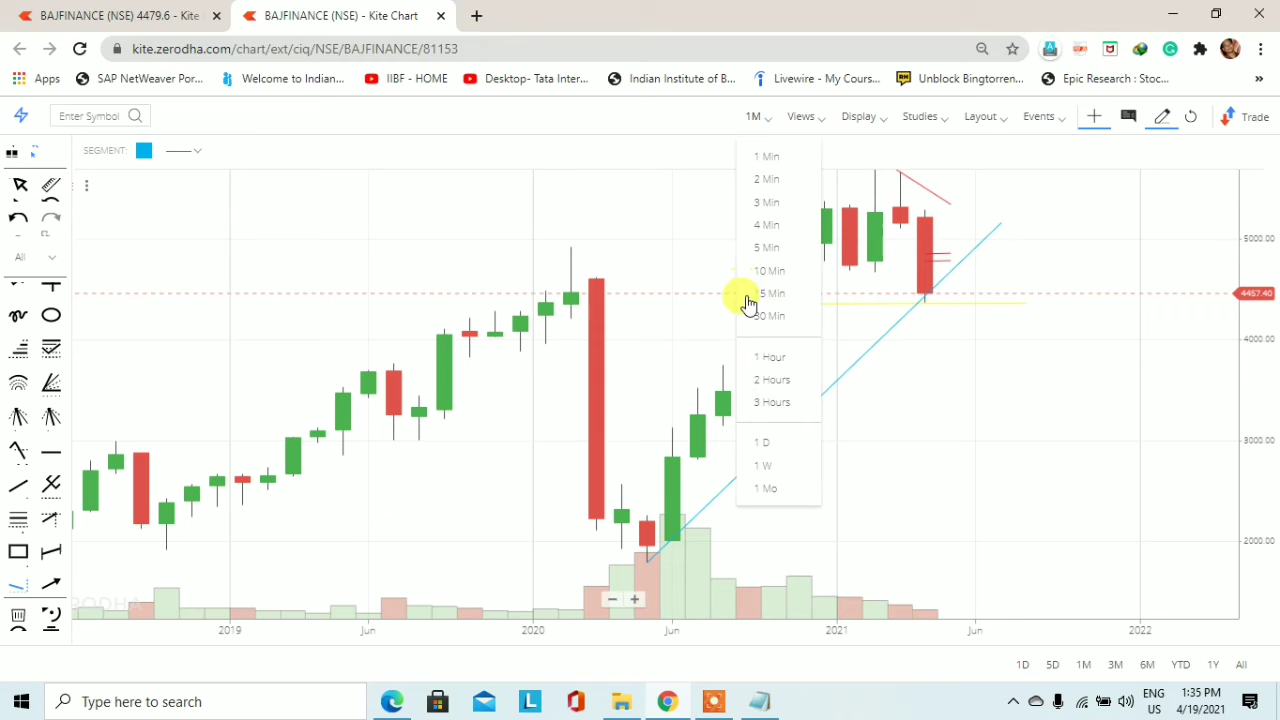 BAJFINANCE (NSE) 4479.6 - Kite
BAJFINANCE (NSE) - Kite Chart
kite.zerodha.com/chart/ext/ciq/NSE/BAJFINANCE/81153
Apps
SAP NetWeaver Por...
Welcome to Indian...
IIBF - HOME
Desktop- Tata Inter...
Indian Institute of B...
Livewire - My Cours...
Unblock Bingtorren...
Epic Research : Stoc...
Enter Symbol
1M
Views
Display
Studies
Layout
Events
Trade
SEGMENT:
1 Min
2 Min
3 Min
4 Min
5 Min
10 Min
5 Min
30 Min
1 Hour
2 Hours
3 Hours
1 D
1 W
1 Mo
All
5000.00
4457.40
4000.00
3000.00
2000.00
2019
Jun
2020
Jun
2021
Jun
2022
1D
5D
1M
3M
6M
YTD
1Y
All
Type here to search
ENG
US
1:35 PM
4/19/2021